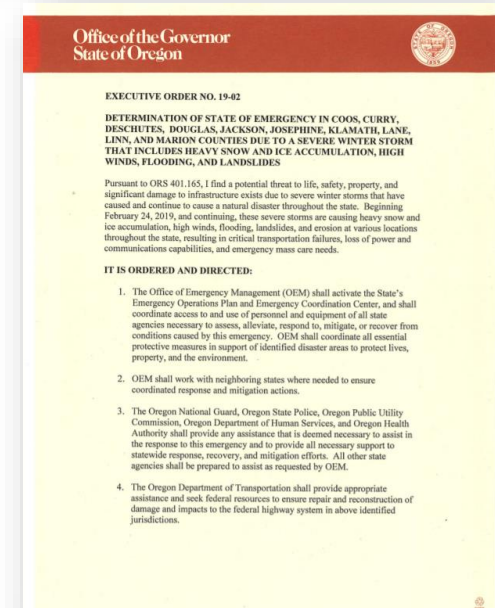 Office of the Governor
State of Oregon
STATE OF OREGON
1859
EXECUTIVE ORDER NO. 19-02
DETERMINATION OF STATE OF EMERGENCY IN COOS, CURRY,
DESCHUTES, DOUGLAS, JACKSON, JOSEPHINE, KLAMATH, LANE,
LINN, AND MARION COUNTIES DUE TO A SEVERE WINTER STORM
THAT INCLUDES HEAVY SNOW AND ICE ACCUMULATION, HIGH
WINDS, FLOODING, AND LANDSLIDES
Pursuant to ORS 401.165, I find a potential threat to life, safety, property, and
significant damage to infrastructure exists due to severe winter storms that have
caused and continue to cause a natural disaster throughout the state. Beginning
February 24, 2019, and continuing, these severe storms are causing heavy snow and
ice accumulation, high winds, flooding, landslides, and erosion at various locations
throughout the state, resulting in critical transportation failures, loss of power and
communications capabilities, and emergency mass care needs.
IT IS ORDERED AND DIRECTED:
1. The Office of Emergency Management (OEM) shall activate the State's
Emergency Operations Plan and Emergency Coordination Center, and shall
coordinate access to and use of personnel and equipment of all state
agencies necessary to assess, alleviate, respond to, mitigate, or recover from
conditions caused by this emergency. OEM shall coordinate all essential
protective measures in support of identified disaster areas to protect lives,
property, and the environment.
2. OEM shall work with neighboring states where needed to ensure
coordinated response and mitigation actions.
3. The Oregon National Guard, Oregon State Police, Oregon Public Utility
Commission, Oregon Department of Human Services, and Oregon Health
Authority shall provide any assistance that is deemed necessary to assist in
the response to this emergency and to provide all necessary support to
statewide response, recovery, and mitigation efforts. All other state
agencies shall be prepared to assist as requested by OEM.
4. The Oregon Department of Transportation shall provide appropriate
assistance and seek federal resources to ensure repair and reconstruction of
damage and impacts to the federal highway system in above identified
jurisdictions.